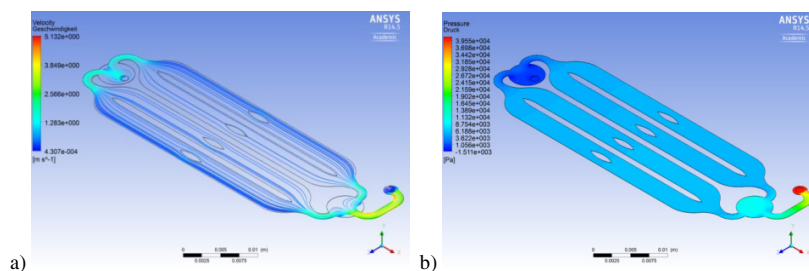 Velocity
Geschwindigkeit
5.132e+000
3.849e+000
2.566e+000
1.283e+000
4.307e-004
[m s^-1]
ANSYS
R14.5
Academic
0
0.005
0.01 (m)
0.0025
0.0075
Y
X
a)
Pressure
Druck
3.955e+004
3.698e+004
3.442e+004
3.185e+004
2.928e+004
2.672e+004
2.415e+004
2.159e+004
1.902e+004
1.645e+004
1.389e+004
1.132e+004
8.754e+003
6.188e+003
3.622e+003
1.056e+003
-1.511e+003
[Pa]
ANSYS
R14.5
Academic
0
0.005
0.01 (m)
0.0025
0.0075
Y
X
b)